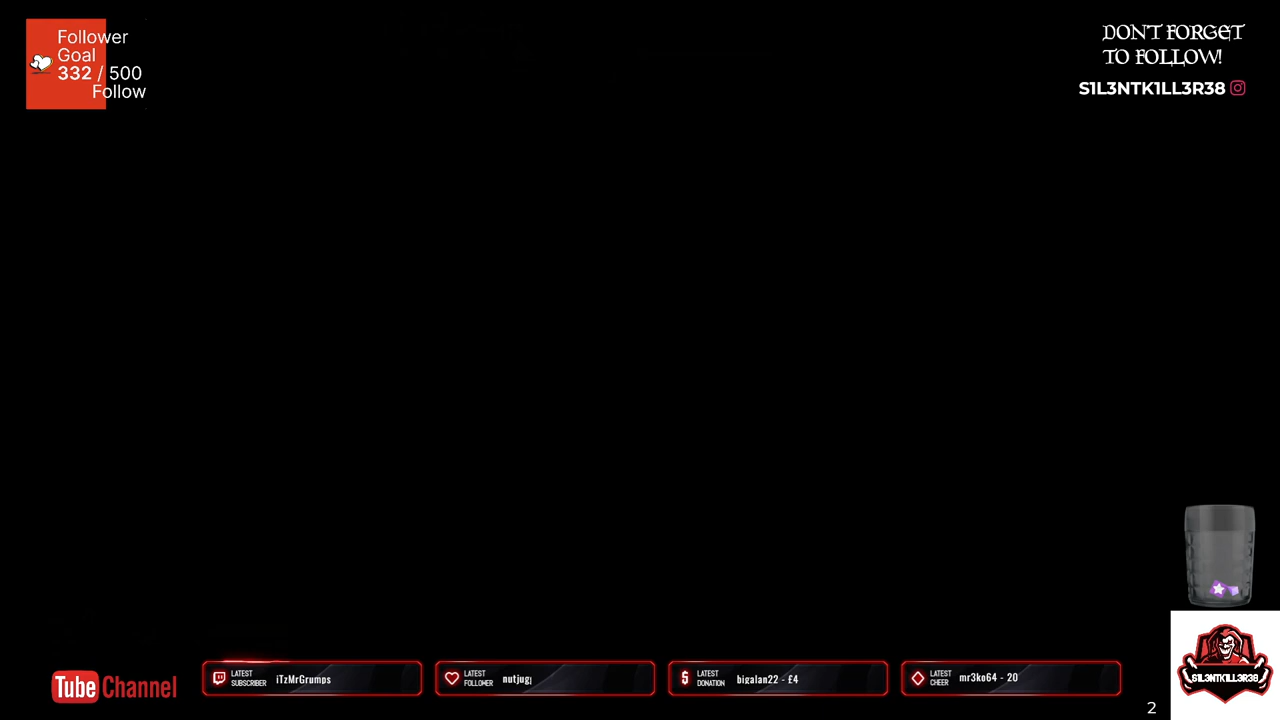 Follower
Goal
332 / 500
Follow
DONT FORGET
TO FOLLOW!
S1L3NTK1LL3R38
Tube Channel
LATEST
SUBSCRIBER
iTzMrGrumps
LATEST
FOLLOWER
nutjug
LATEST
DONATION
bigalan22 - £4
LATEST
CHEER
mr3ko64 - 20
2
S1L3NTK1LL3R38